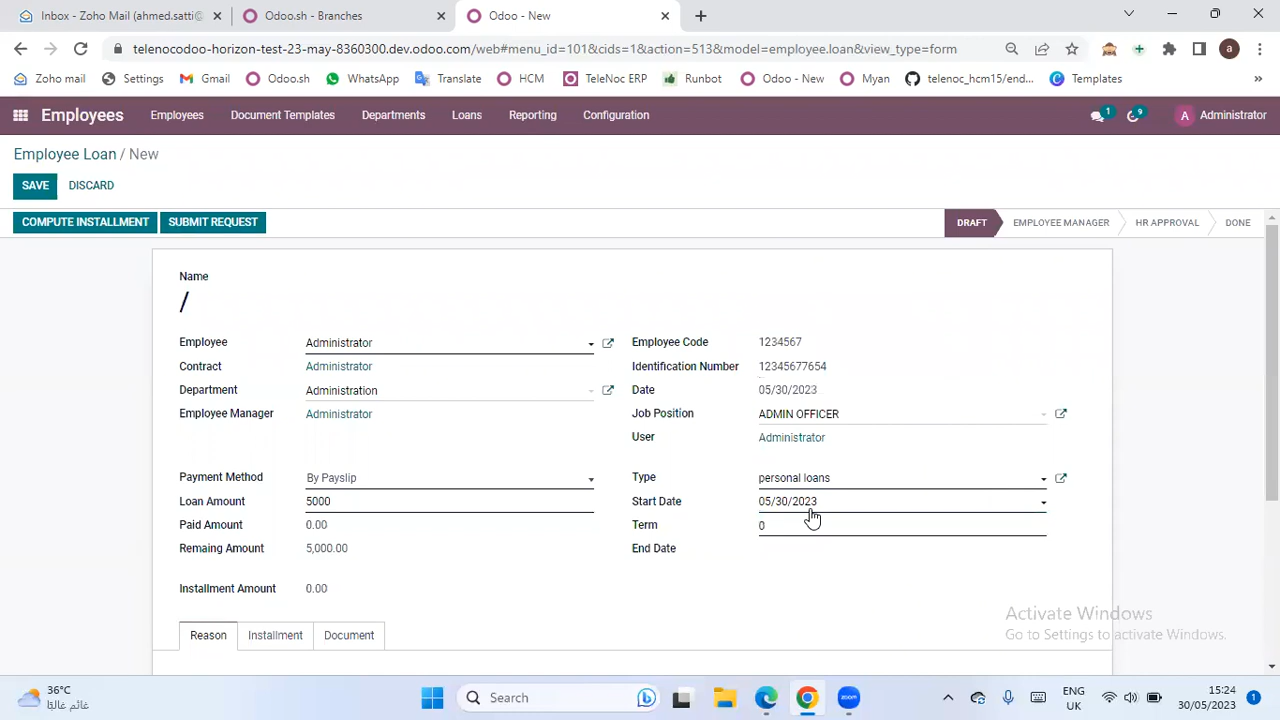 Inbox - Zoho Mail (ahmed.satti@
Odoo.sh - Branches
Odoo - New
telenocodoo-horizon-test-23-may-8360300.dev.odoo.com/web#menu_id=101&cids=1&action=513&model=employee.loan&view_type=form
Zoho mail
Settings
Gmail
Odoo.sh
WhatsApp
Translate
HCM
TeleNoc ERP
Runbot
Odoo - New
Myan
telenoc_hcm15/end...
Templates
Employees
Employees
Document Templates
Departments
Loans
Reporting
Configuration
1
9
A Administrator
Employee Loan / New
SAVE DISCARD
COMPUTE INSTALLMENT SUBMIT REQUEST
DRAFT EMPLOYEE MANAGER HR APPROVAL DONE
Name
/
Employee Administrator
Employee Code 1234567
Contract Administrator
Identification Number 12345677654
Department Administration
Date 05/30/2023
Employee Manager Administrator
Job Position ADMIN OFFICER
User Administrator
Payment Method By Payslip
Type personal loans
Loan Amount 5000
Start Date 05/30/2023
Paid Amount 0.00
Term 0
Remaing Amount 5,000.00
End Date
Installment Amount 0.00
Activate Windows
Go to Settings to activate Windows.
Reason Installment Document
36°C
غائم غالبًا
Search
zoom
ENG
UK
15:24
30/05/2023
1